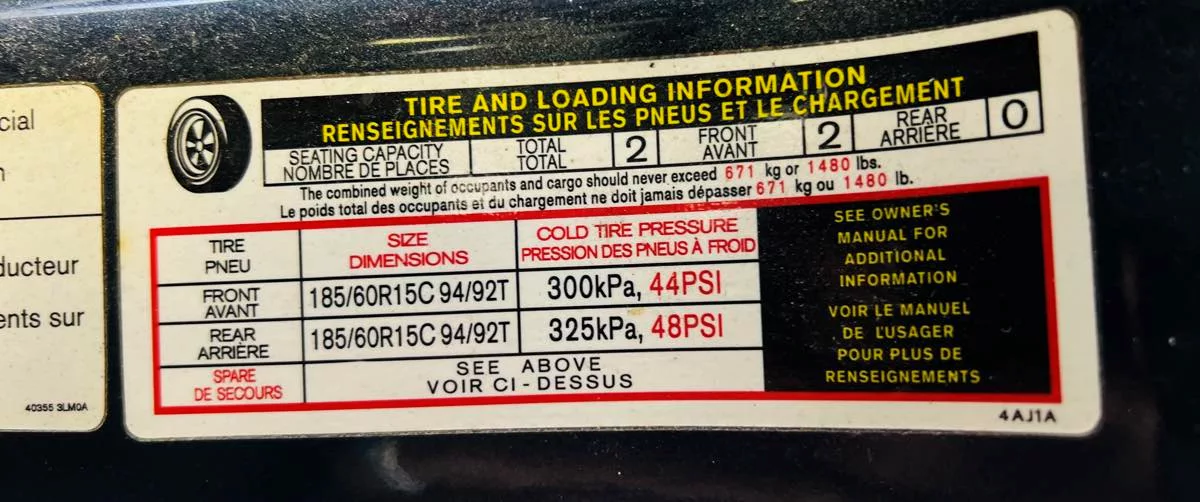 cial
n
ducteur
ents sur
40355 3LM0A
TIRE AND LOADING INFORMATION
RENSEIGNEMENTS SUR LES PNEUS ET LE CHARGEMENT
SEATING CAPACITY
NOMBRE DE PLACES
TOTAL
TOTAL
2
FRONT
AVANT
2
REAR
ARRIÈRE
0
The combined weight of occupants and cargo should never exceed 671 kg or 1480 lbs.
Le poids total des occupants et du chargement ne doit jamais dépasser 671 kg ou 1480 lb.
TIRE
PNEU
SIZE
DIMENSIONS
COLD TIRE PRESSURE
PRESSION DES PNEUS À FROID
FRONT
AVANT
185/60R15C 94/92T
300kPa, 44PSI
REAR
ARRIÈRE
185/60R15C 94/92T
325kPa, 48PSI
SPARE
DE SECOURS
SEE ABOVE
VOIR CI-DESSUS
SEE OWNER'S
MANUAL FOR
ADDITIONAL
INFORMATION
VOIR LE MANUEL
DE L'USAGER
POUR PLUS DE
RENSEIGNEMENTS
4AJ1A